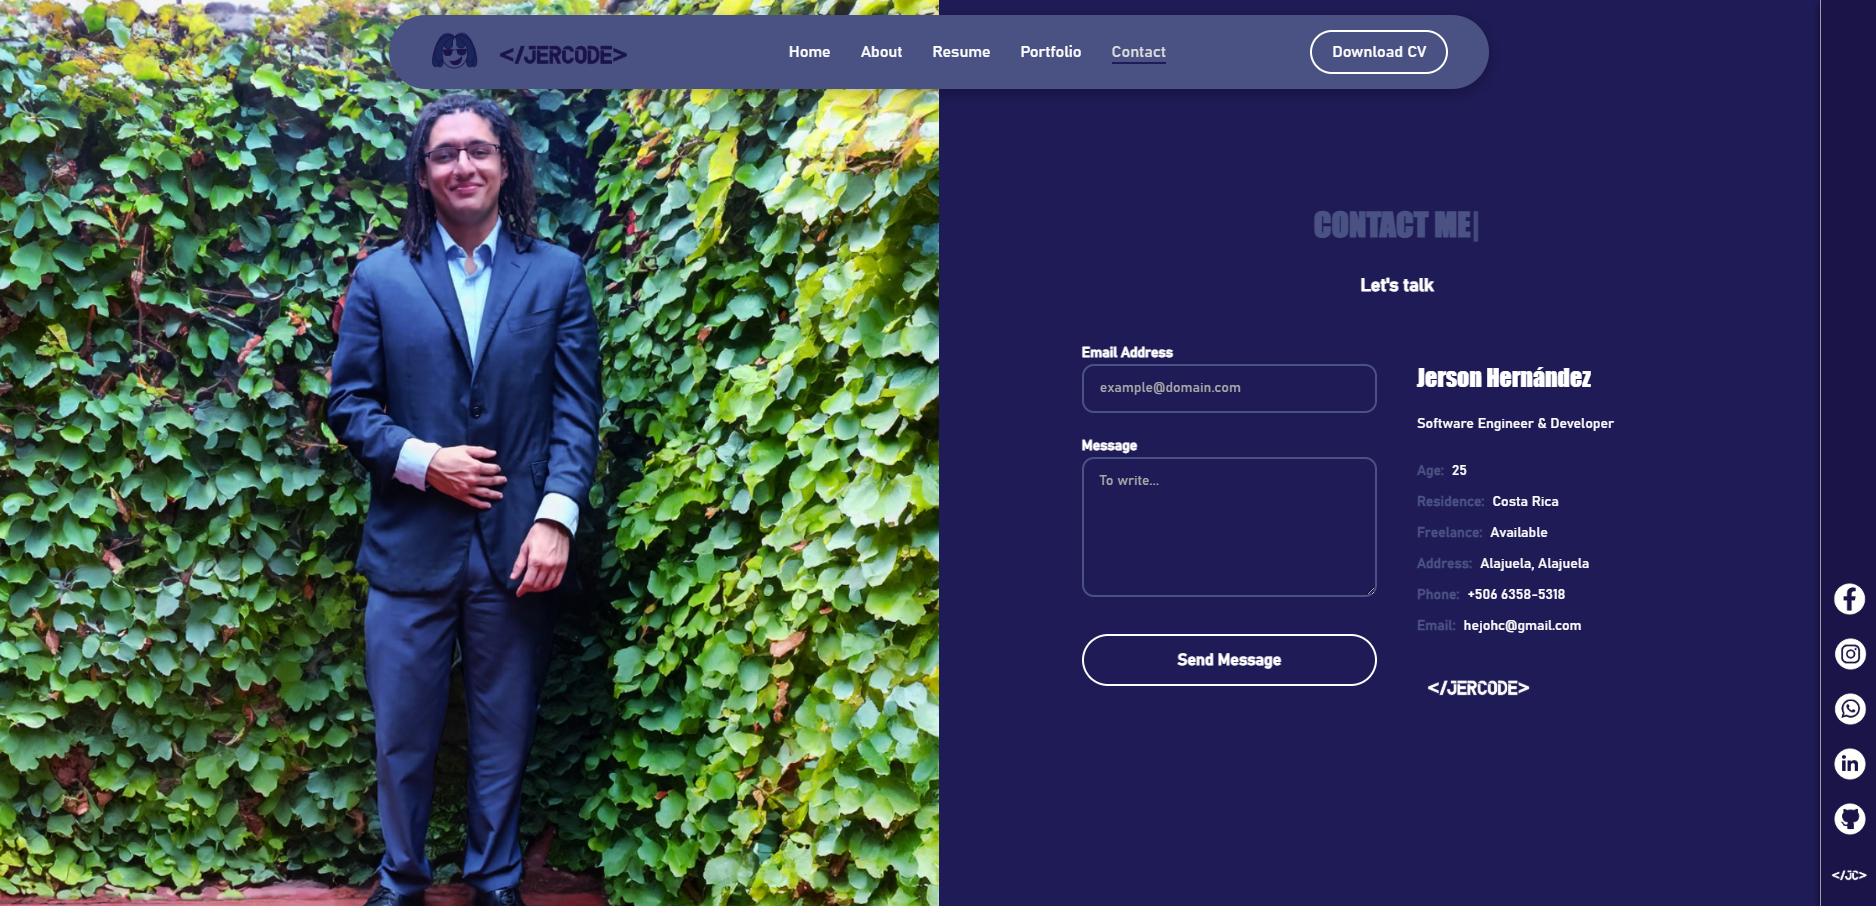 </JERCODE>
Home
About
Resume
Portfolio
Contact
Download CV
CONTACT ME|
Let's talk
Email Address
example@domain.com
Message
To write...
Send Message
Jerson Hernández
Software Engineer & Developer
Age: 25
Residence: Costa Rica
Freelance: Available
Address: Alajuela, Alajuela
Phone: +506 6358-5318
Email: hejohc@gmail.com
</JERCODE>
in
</JC>